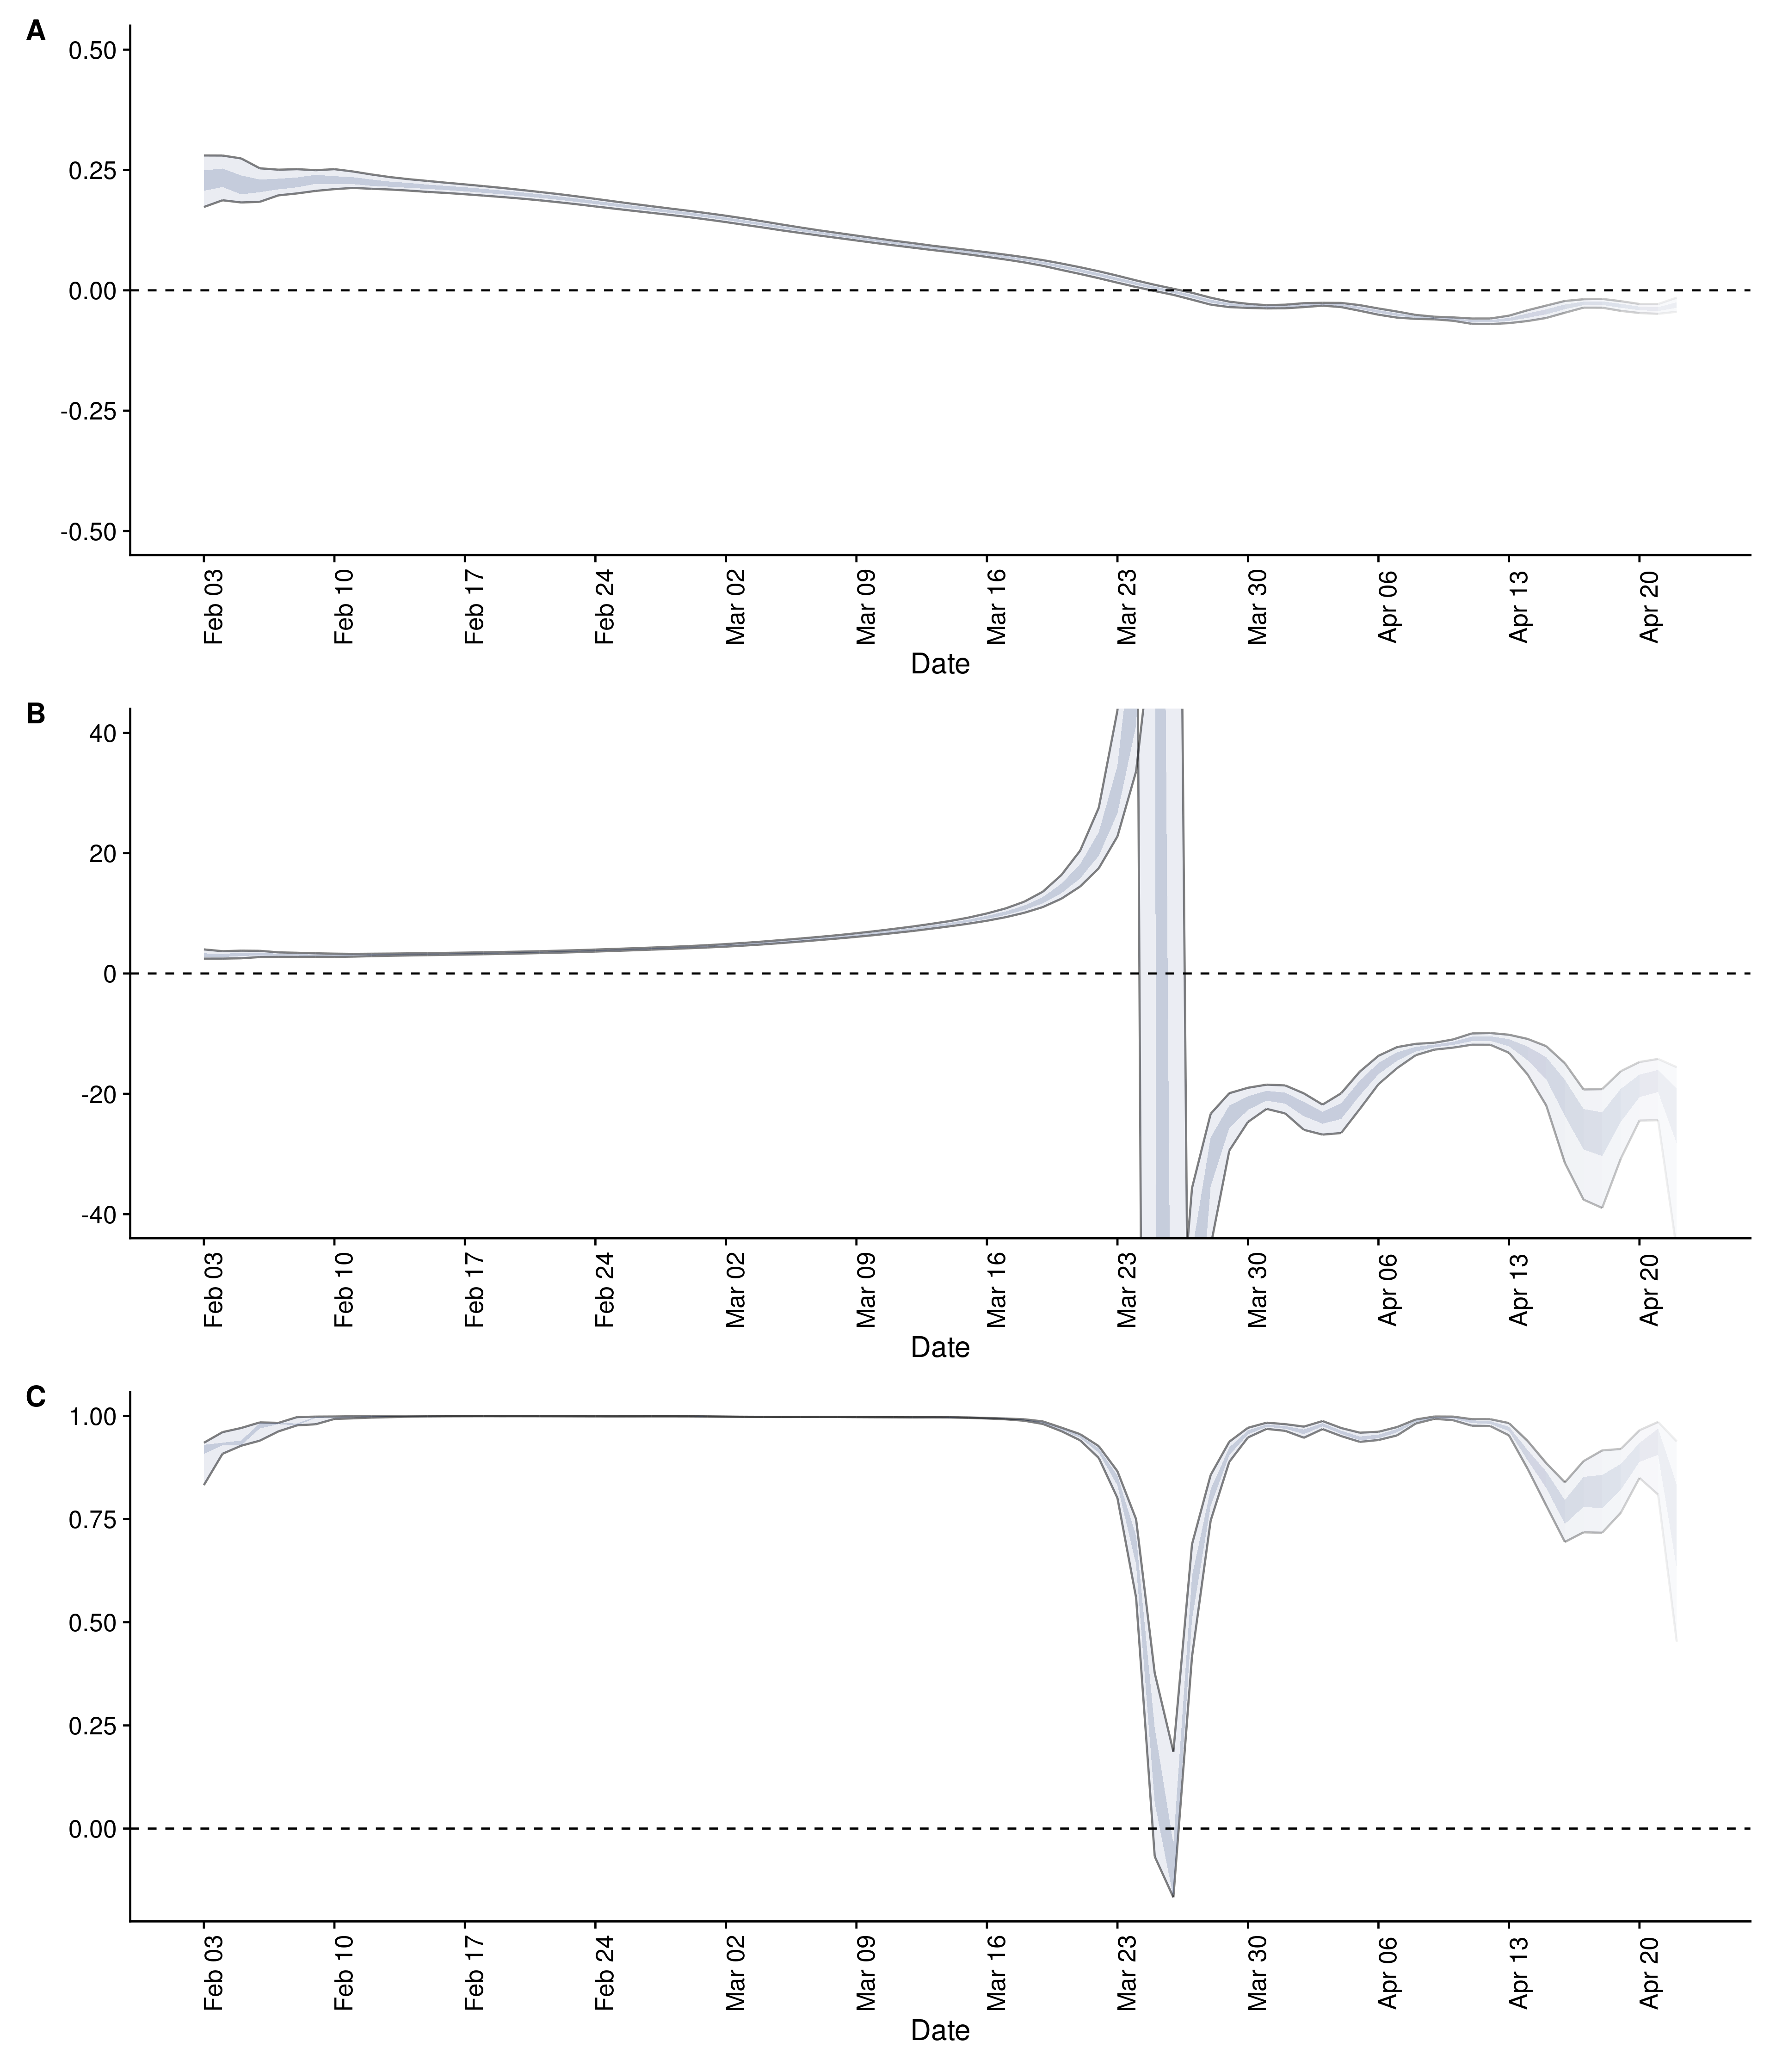 A
0.50
0.25
0.00
-0.25
-0.50
Feb 03
Feb 10
Feb 17
Feb 24
Mar 02
Mar 09
Mar 16
Mar 23
Mar 30
Apr 06
Apr 13
Apr 20
Date
B
40
20
0
-20
-40
Feb 03
Feb 10
Feb 17
Feb 24
Mar 02
Mar 09
Mar 16
Mar 23
Mar 30
Apr 06
Apr 13
Apr 20
Date
C
1.00
0.75
0.50
0.25
0.00
Feb 03
Feb 10
Feb 17
Feb 24
Mar 02
Mar 09
Mar 16
Mar 23
Mar 30
Apr 06
Apr 13
Apr 20
Date